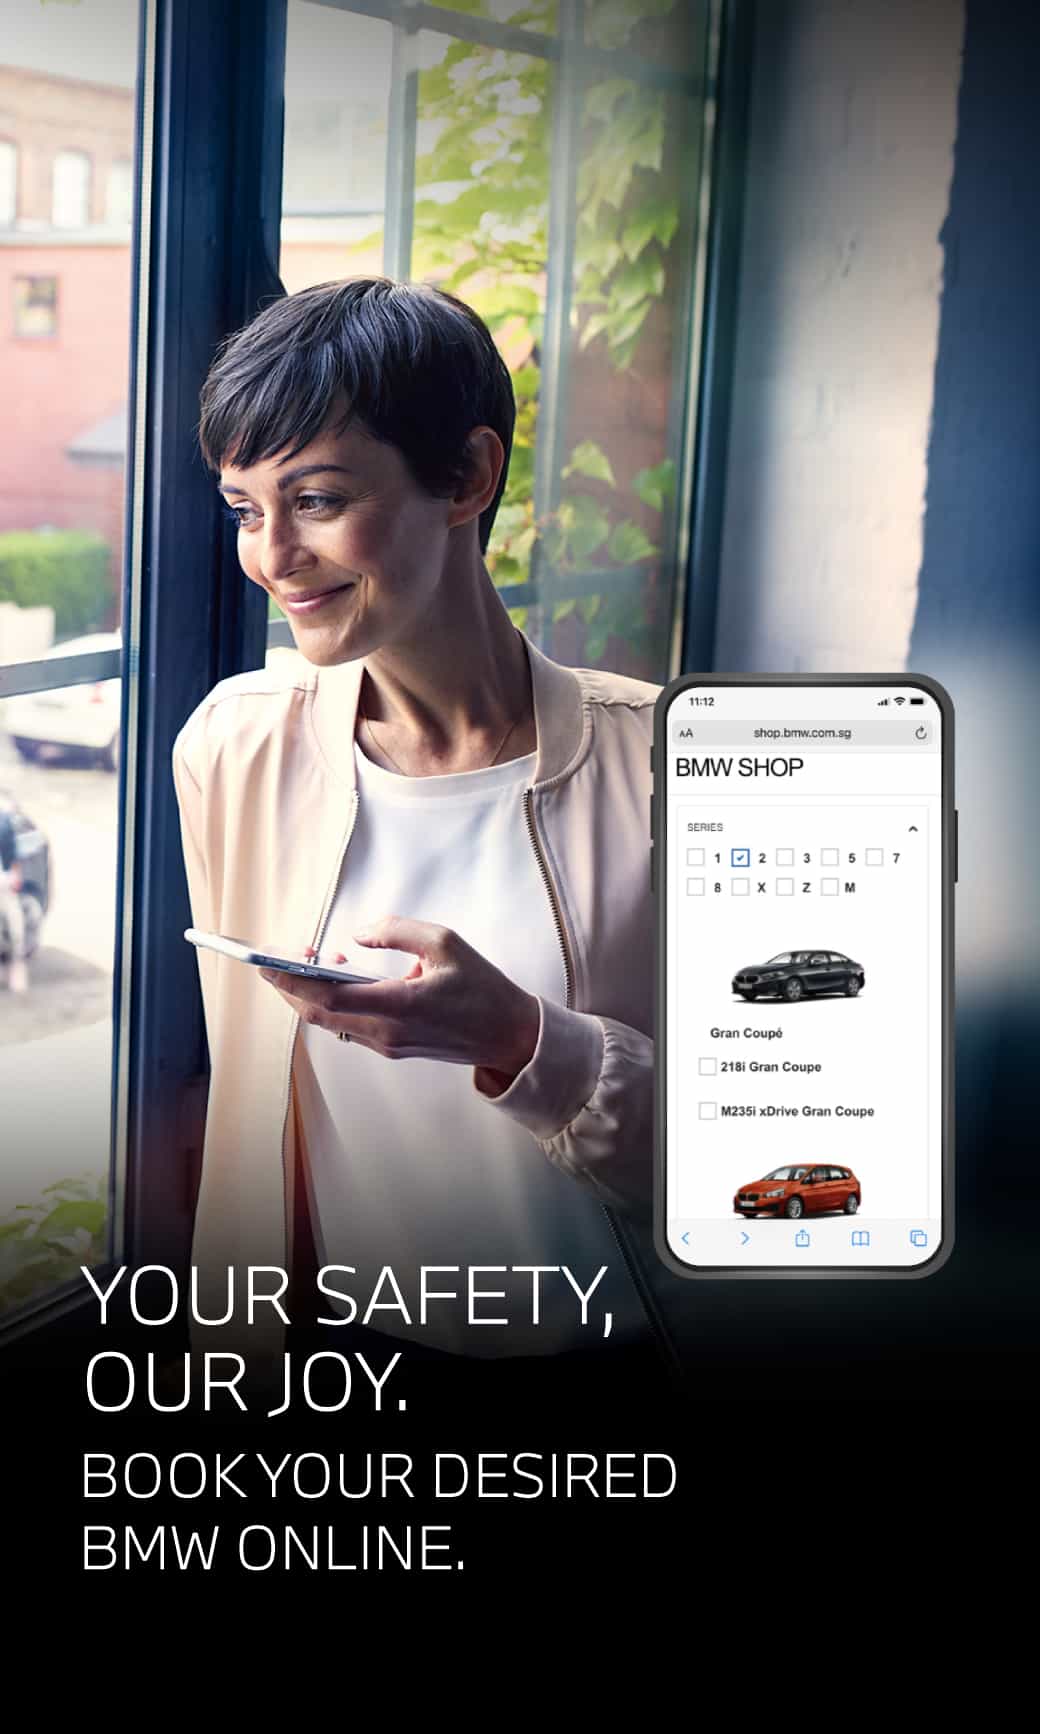 11:12
AA shop.bmw.com.sg
BMW SHOP
SERIES
1 2 3 5 7
8 X Z M
Gran Coupé
218i Gran Coupe
M235i xDrive Gran Coupe
YOUR SAFETY,
OUR JOY.
BOOK YOUR DESIRED
BMW ONLINE.